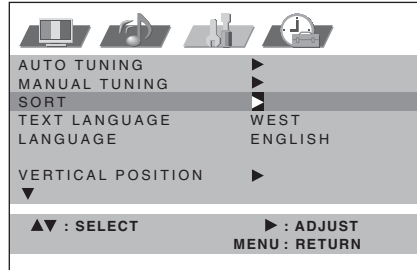 AUTO TUNING ▶
MANUAL TUNING ▶
SORT ▶
TEXT LANGUAGE WEST
LANGUAGE ENGLISH
VERTICAL POSITION ▶
▼
▲▼ : SELECT ▶ : ADJUST
MENU : RETURN